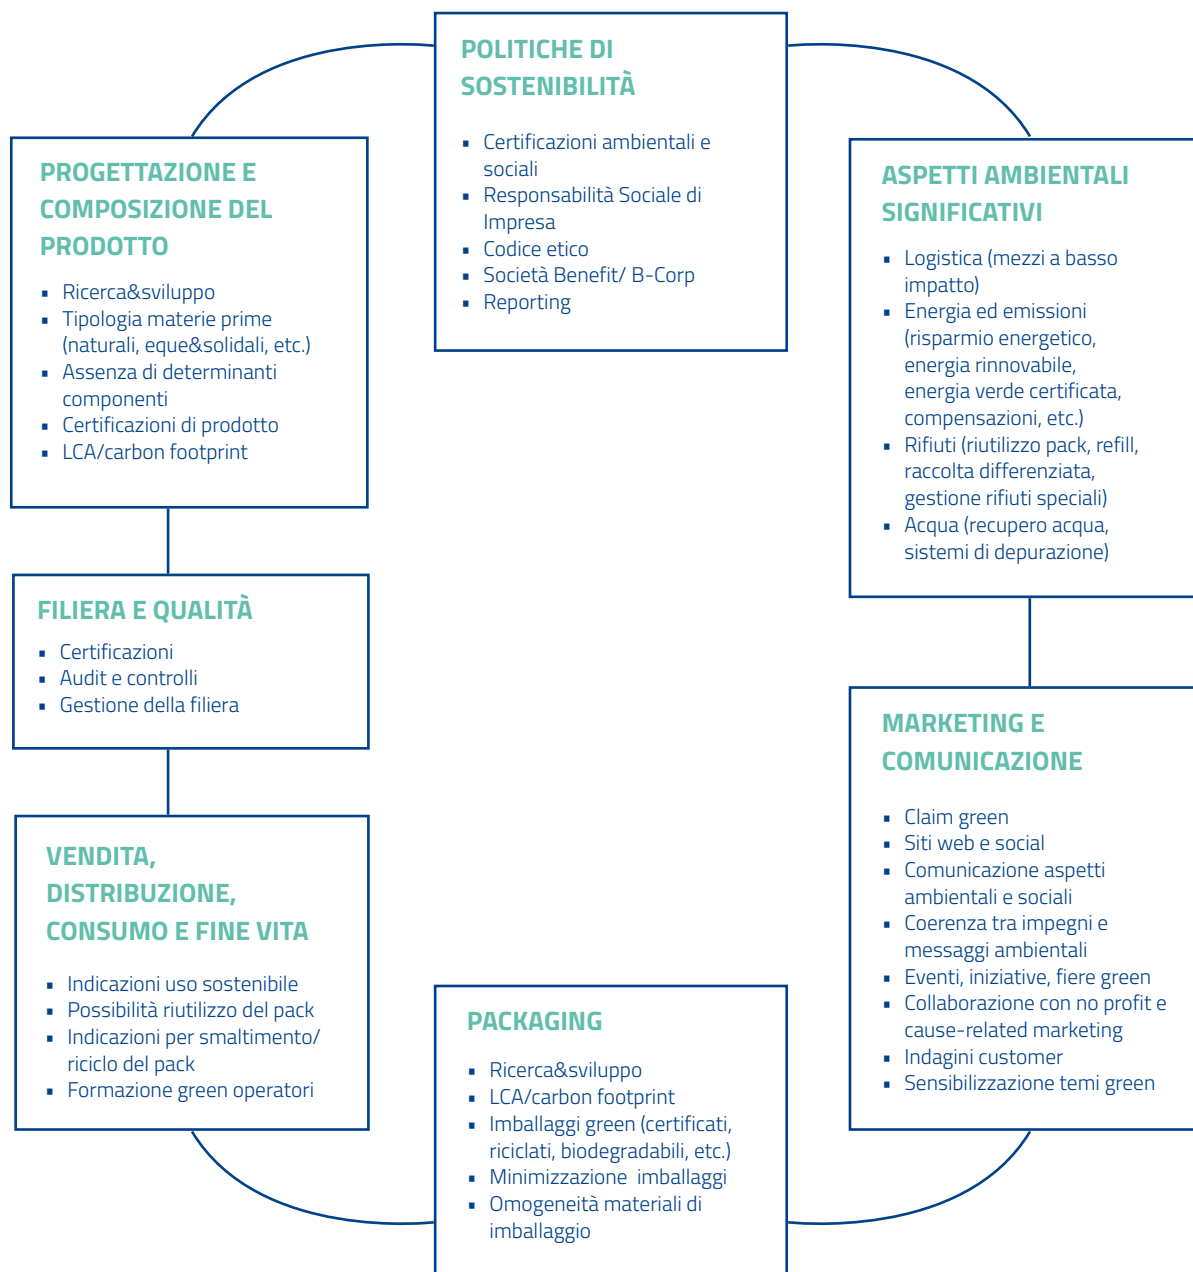 POLITICHE DI
SOSTENIBILITÀ
▪ Certificazioni ambientali e
sociali
▪ Responsabilità Sociale di
Impresa
▪ Codice etico
▪ Società Benefit/ B-Corp
▪ Reporting
PROGETTAZIONE E
COMPOSIZIONE DEL
PRODOTTO
▪ Ricerca&sviluppo
▪ Tipologia materie prime
(naturali, eque&solidali, etc.)
▪ Assenza di determinanti
componenti
▪ Certificazioni di prodotto
▪ LCA/carbon footprint
ASPETTI AMBIENTALI
SIGNIFICATIVI
▪ Logistica (mezzi a basso
impatto)
▪ Energia ed emissioni
(risparmio energetico,
energia rinnovabile,
energia verde certificata,
compensazioni, etc.)
▪ Rifiuti (riutilizzo pack, refill,
raccolta differenziata,
gestione rifiuti speciali)
▪ Acqua (recupero acqua,
sistemi di depurazione)
FILIERA E QUALITÀ
▪ Certificazioni
▪ Audit e controlli
▪ Gestione della filiera
MARKETING E
COMUNICAZIONE
▪ Claim green
▪ Siti web e social
▪ Comunicazione aspetti
ambientali e sociali
▪ Coerenza tra impegni e
messaggi ambientali
▪ Eventi, iniziative, fiere green
▪ Collaborazione con no profit e
cause-related marketing
▪ Indagini customer
▪ Sensibilizzazione temi green
VENDITA,
DISTRIBUZIONE,
CONSUMO E FINE VITA
▪ Indicazioni uso sostenibile
▪ Possibilità riutilizzo del pack
▪ Indicazioni per smaltimento/
riciclo del pack
▪ Formazione green operatori
PACKAGING
▪ Ricerca&sviluppo
▪ LCA/carbon footprint
▪ Imballaggi green (certificati,
riciclati, biodegradabili, etc.)
▪ Minimizzazione imballaggi
▪ Omogeneità materiali di
imballaggio